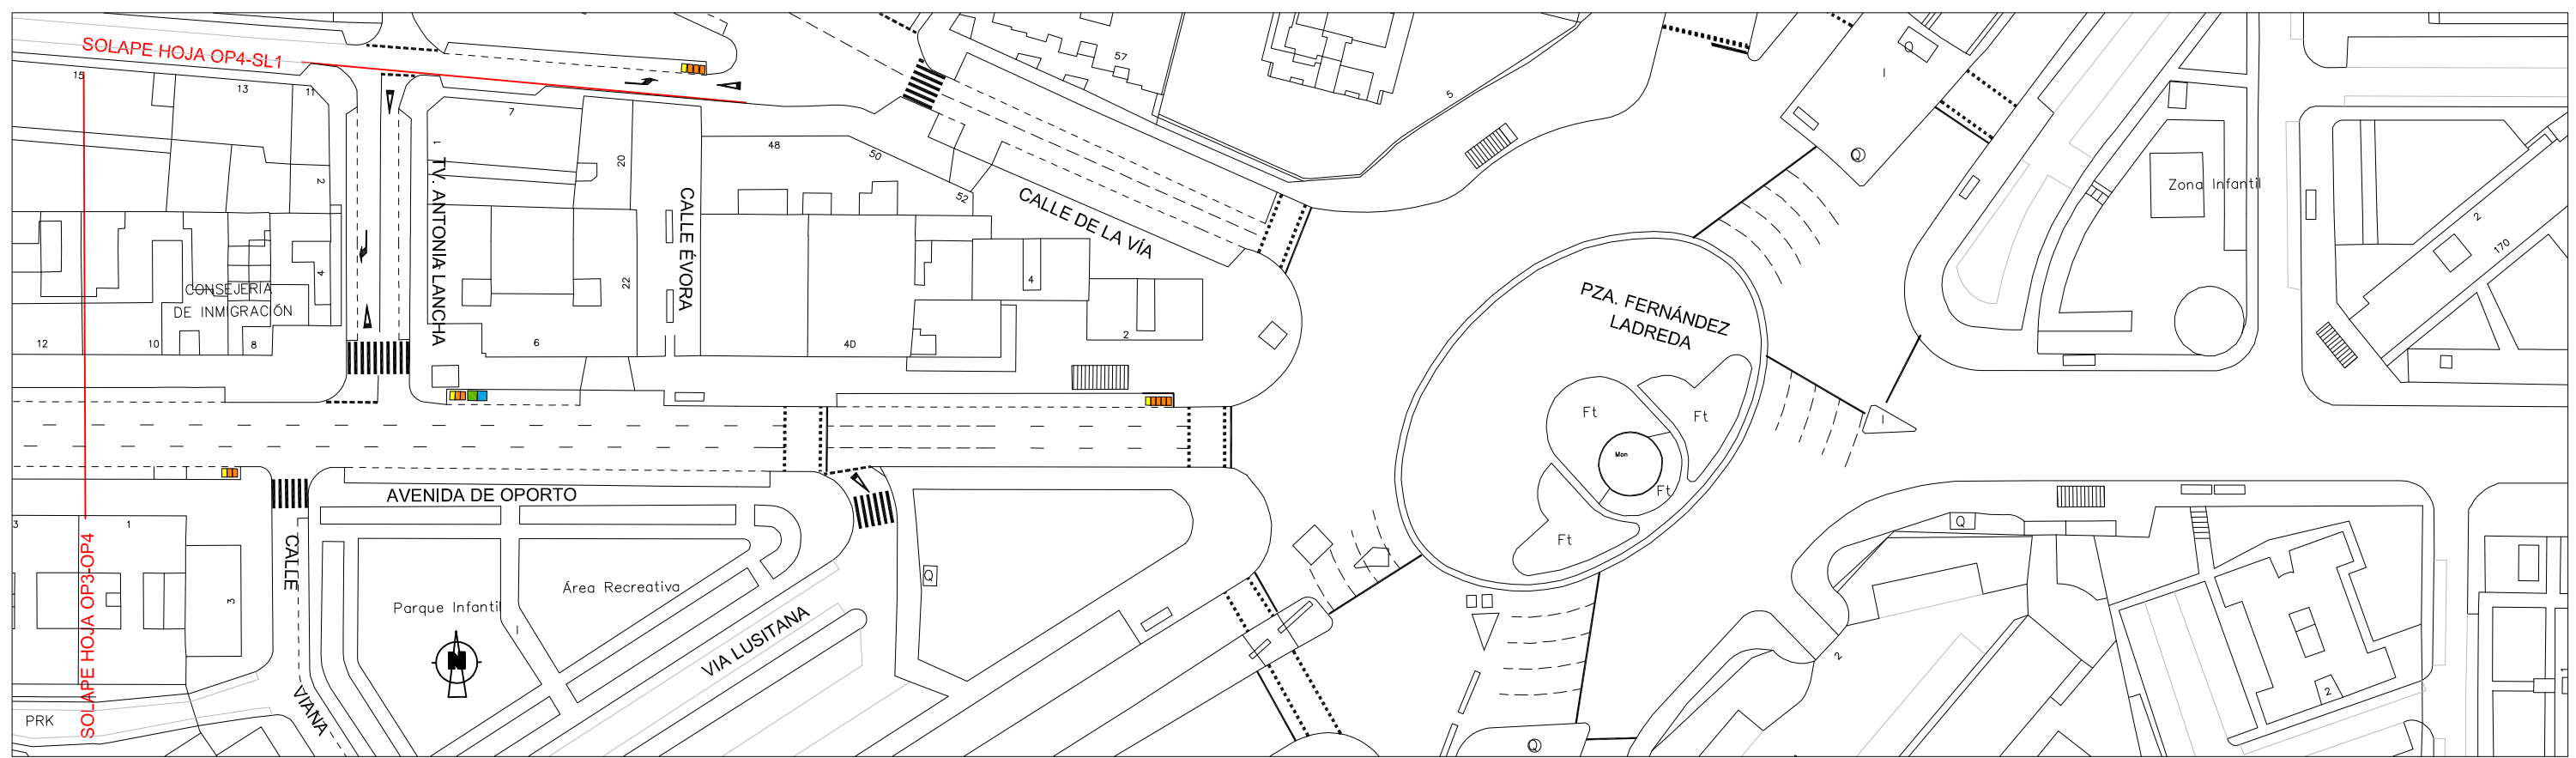 SOLAPE HOJA OP4-SL1
15
13
11
57
5
I
Q
7
I
48
50
52
20
2
TV. ANTONIA LANCHA
CALLE ÉVORA
CALLE DE LA VÍA
Q
Zona Infantil
2
170
4
CONSEJERÍA
DE INMIGRACIÓN
22
4
PZA. FERNÁNDEZ
LADREDA
12
10
8
6
4D
2
Ft
Ft
I
Mon
Ft
Ft
AVENIDA DE OPORTO
3
1
CALLE
VIANA
3
SOLAPE HOJA OP3-OP4
Parque Infantil
Área Recreativa
I
N
VIA LUSITANA
Q
Q
2
2
1
PRK
Q